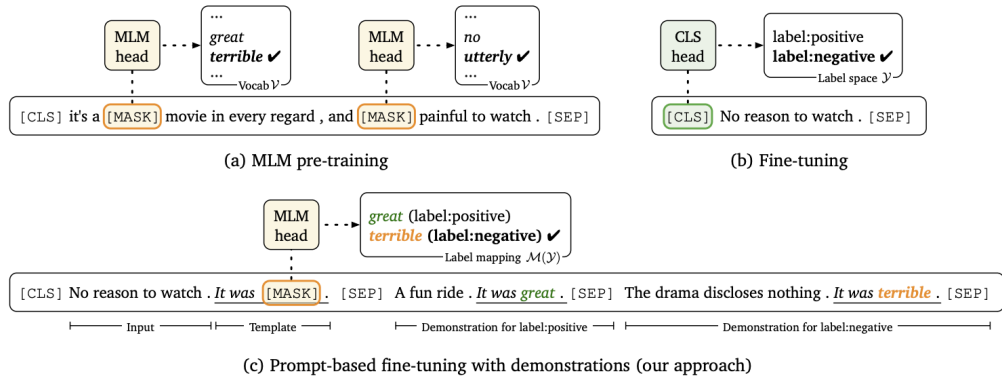 MLM head
...
great
terrible ✔
...
Vocab 𝒱
MLM head
...
no
utterly ✔
...
Vocab 𝒱
[CLS] it's a [MASK] movie in every regard , and [MASK] painful to watch . [SEP]
(a) MLM pre-training
CLS head
label:positive
label:negative ✔
Label space 𝒴
[CLS] No reason to watch . [SEP]
(b) Fine-tuning
MLM head
great (label:positive)
terrible (label:negative) ✔
Label mapping ℳ(𝒴)
[CLS] No reason to watch . It was [MASK] . [SEP] A fun ride . It was great . [SEP] The drama discloses nothing . It was terrible . [SEP]
Input Template Demonstration for label:positive Demonstration for label:negative
(c) Prompt-based fine-tuning with demonstrations (our approach)